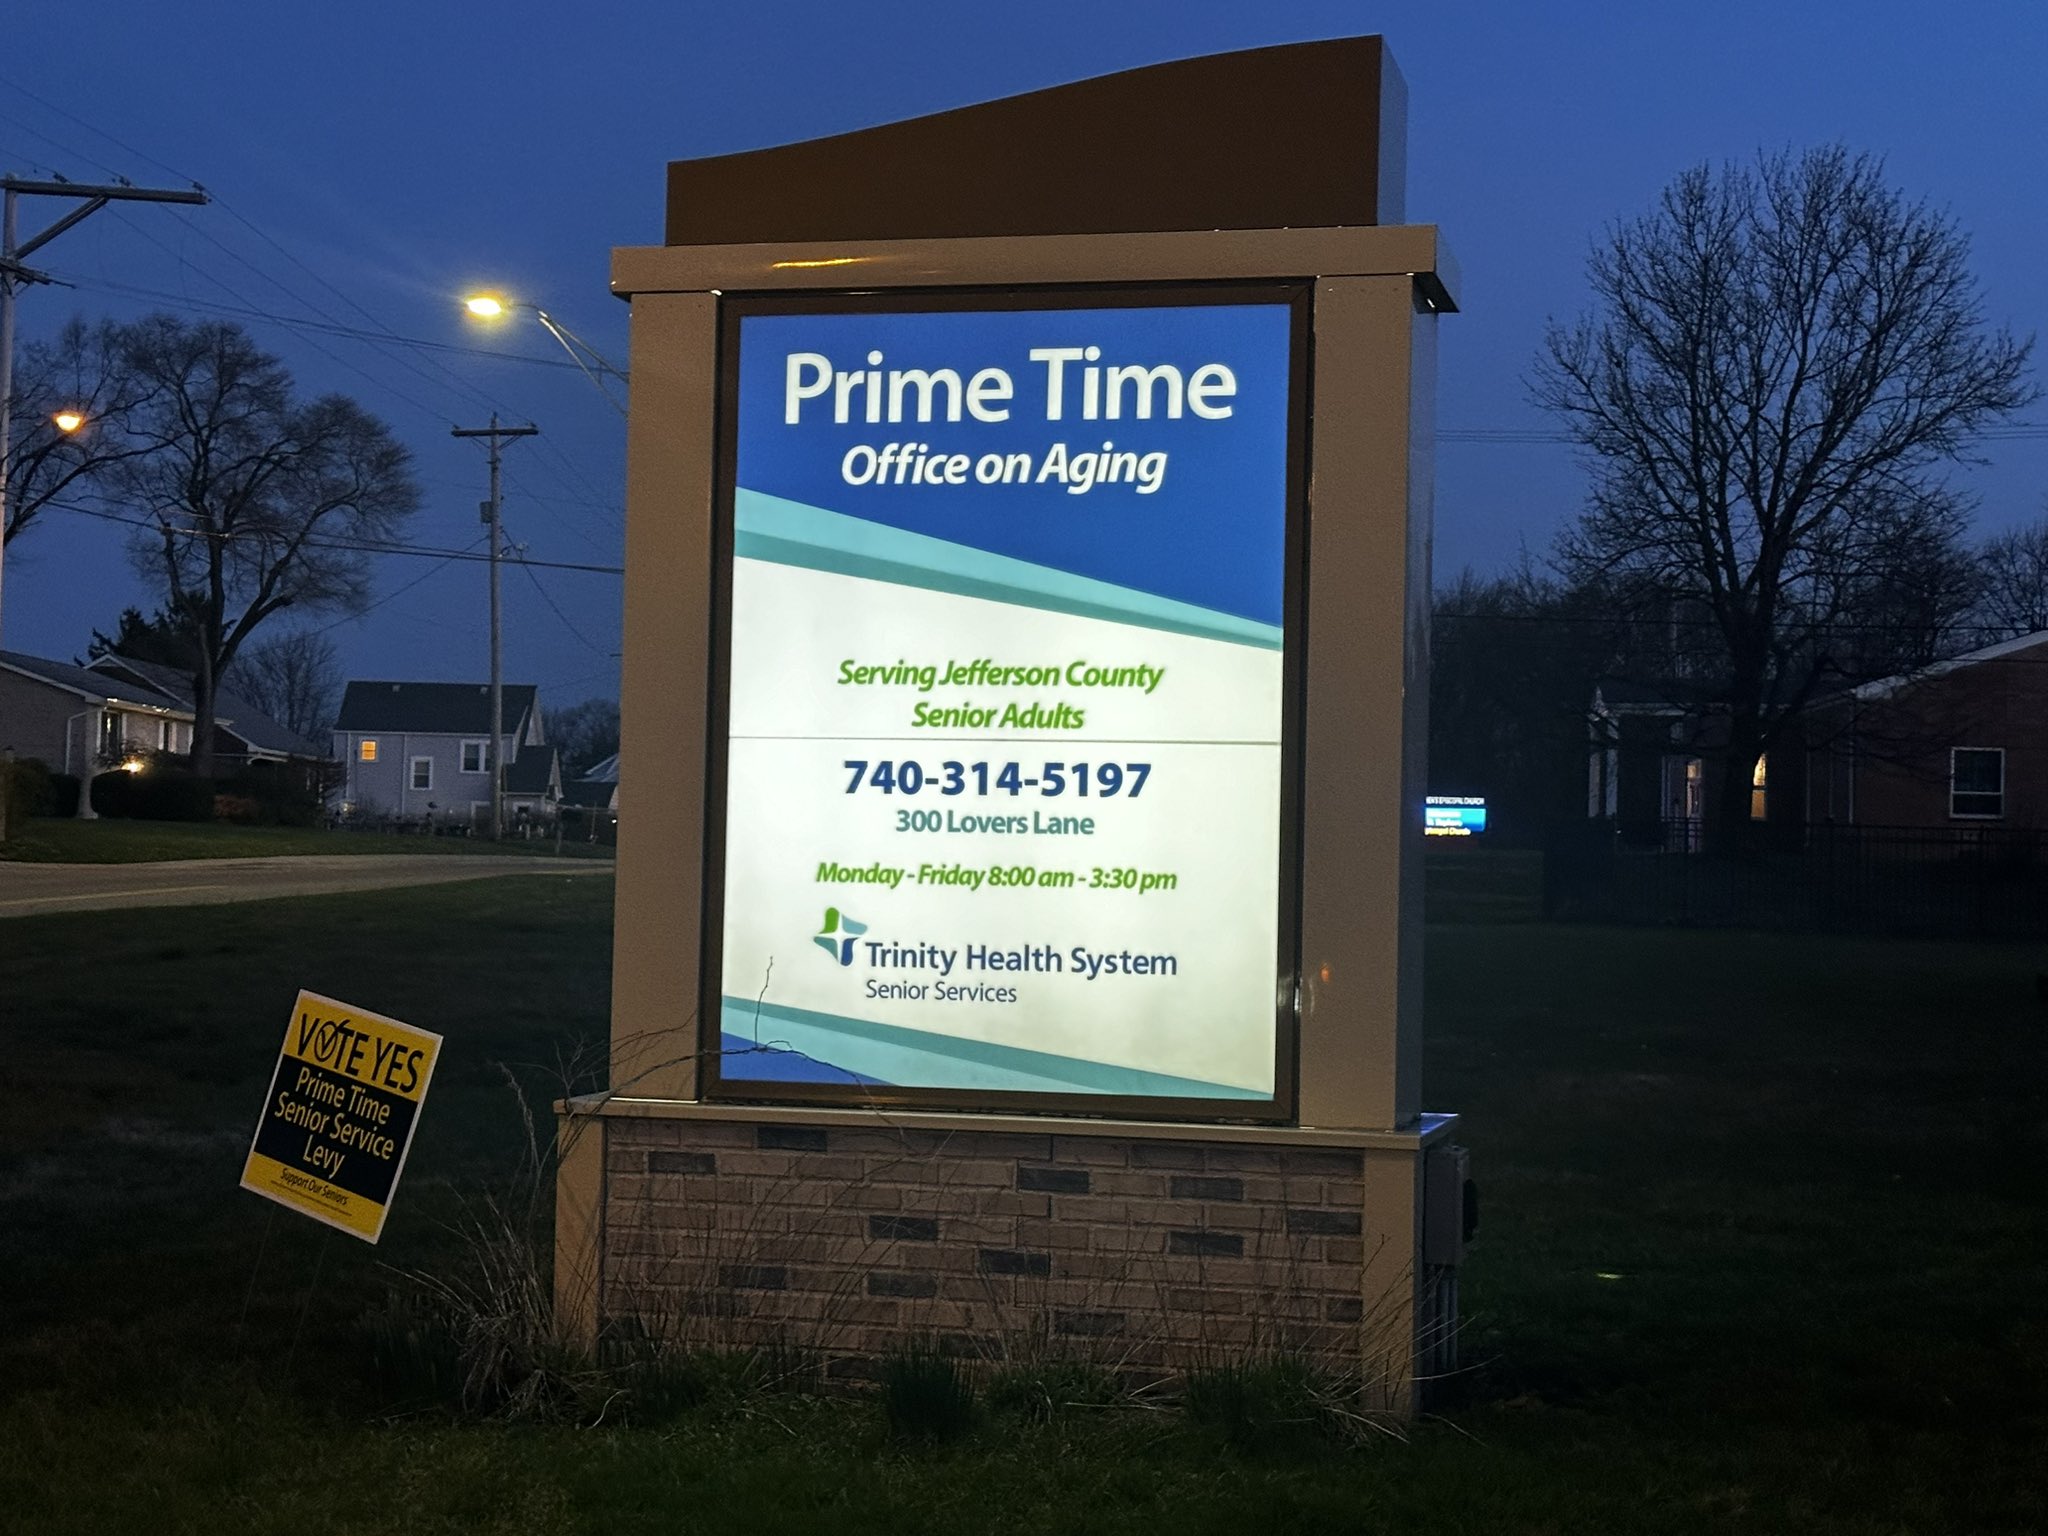 Prime Time
Office on Aging
Serving Jefferson County
Senior Adults
740-314-5197
300 Lovers Lane
Monday - Friday 8:00 am - 3:30 pm
Trinity Health System
Senior Services
VOTE YES
Prime Time
Senior Service
Levy
Support Our Seniors
EPISCOPAL CHURCH